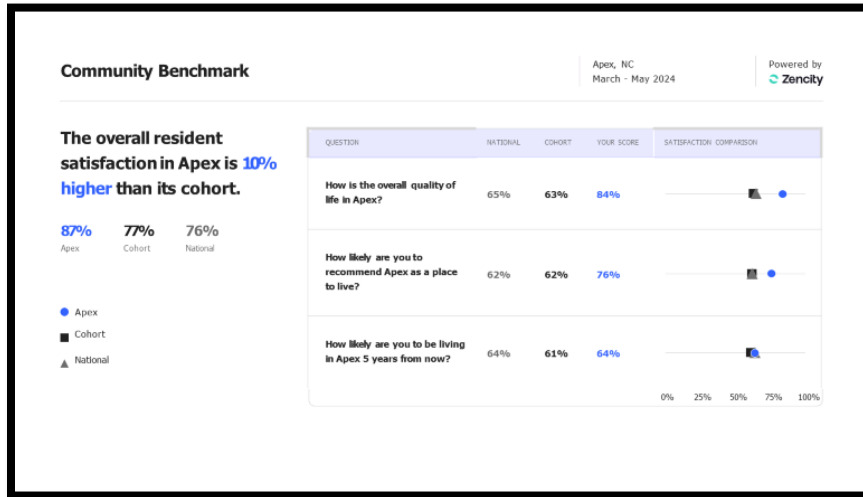 Community Benchmark
Apex, NC
March - May 2024
Powered by
Zencity
The overall resident
satisfaction in Apex is 10%
higher than its cohort.
87% 77% 76%
Apex Cohort National
Apex
Cohort
National
QUESTION NATIONAL COHORT YOUR SCORE SATISFACTION COMPARISON
How is the overall quality of
life in Apex?
65% 63% 84%
How likely are you to
recommend Apex as a place
to live?
62% 62% 76%
How likely are you to be living
in Apex 5 years from now?
64% 61% 64%
0% 25% 50% 75% 100%